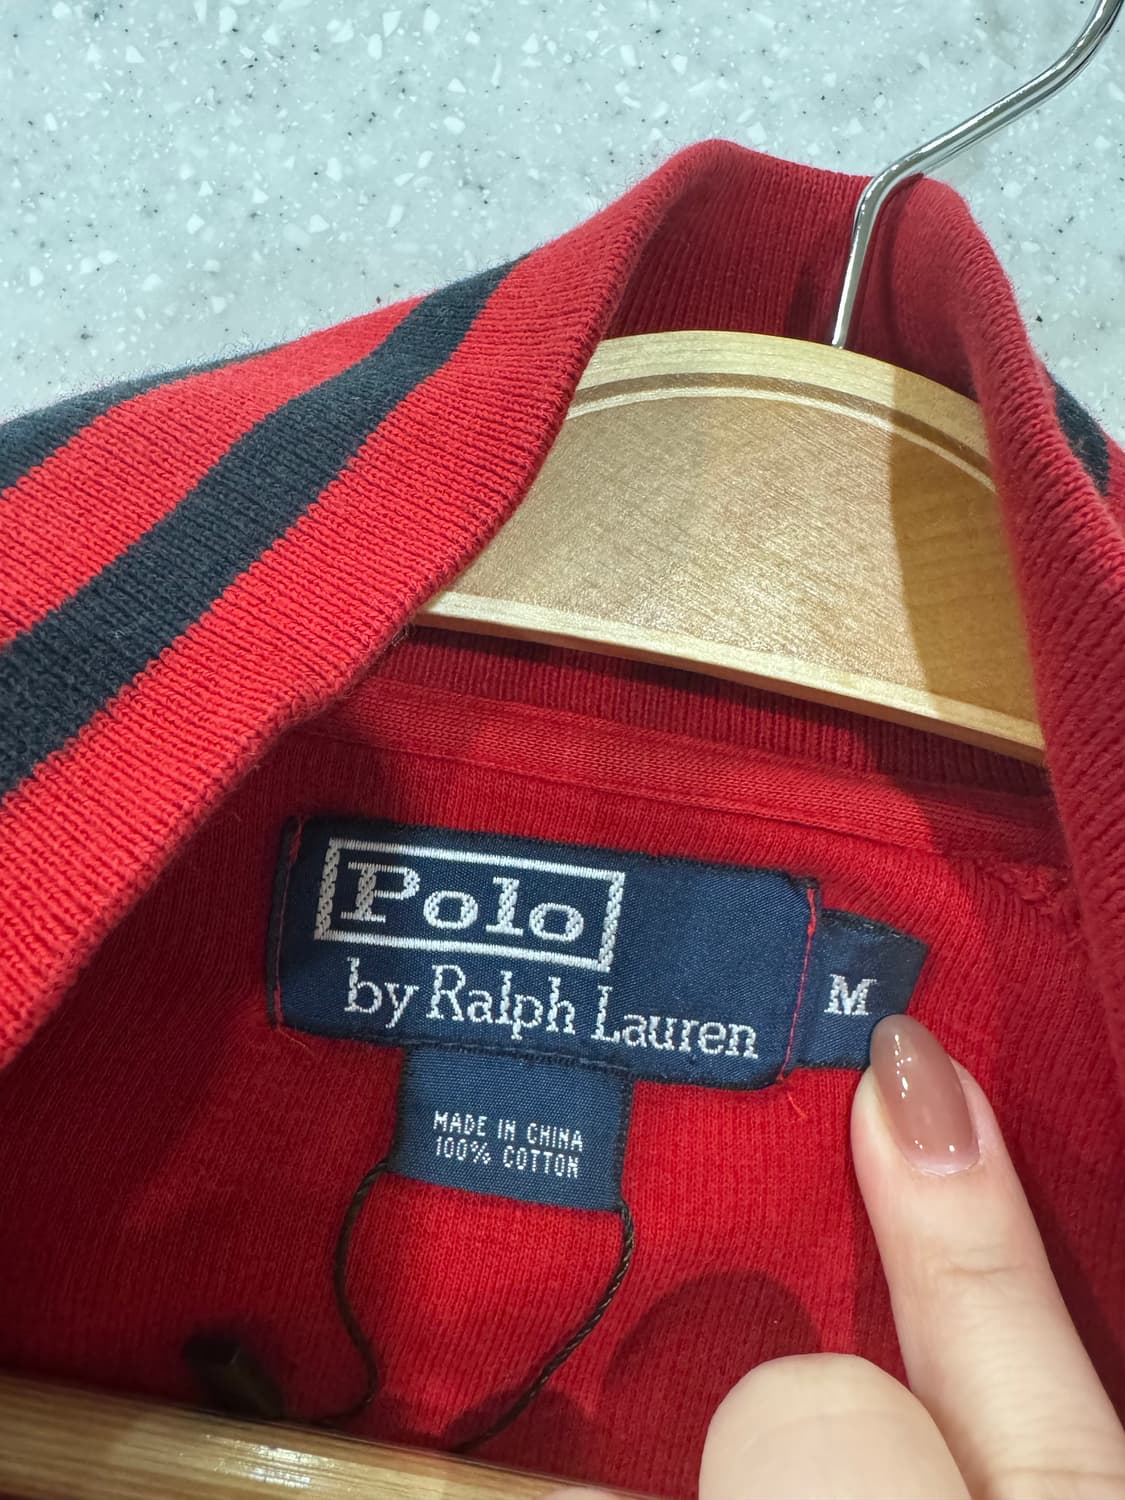 Polo
by Ralph Lauren
M
MADE IN CHINA
100% COTTON